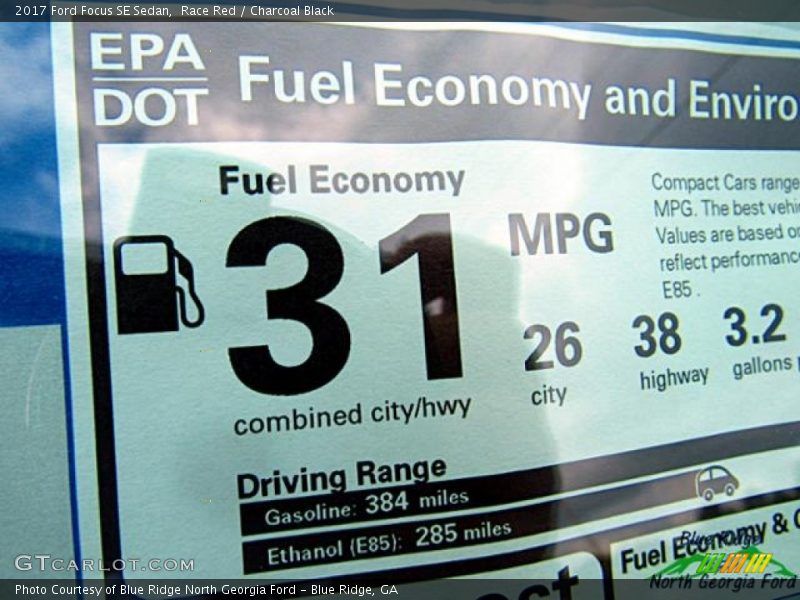 2017 Ford Focus SE Sedan, Race Red / Charcoal Black
EPA
DOT
Fuel Economy and Enviro
Fuel Economy
31
MPG
combined city/hwy
26
city
38
highway
3.2
gallons
Compact Cars range
MPG. The best vehi
Values are based on
reflect performance
E85 .
Driving Range
Gasoline: 384 miles
Ethanol (E85): 285 miles
Fuel Economy &
Blue Ridge
North Georgia Ford
GTCARLOT.COM
Photo Courtesy of Blue Ridge North Georgia Ford - Blue Ridge, GA